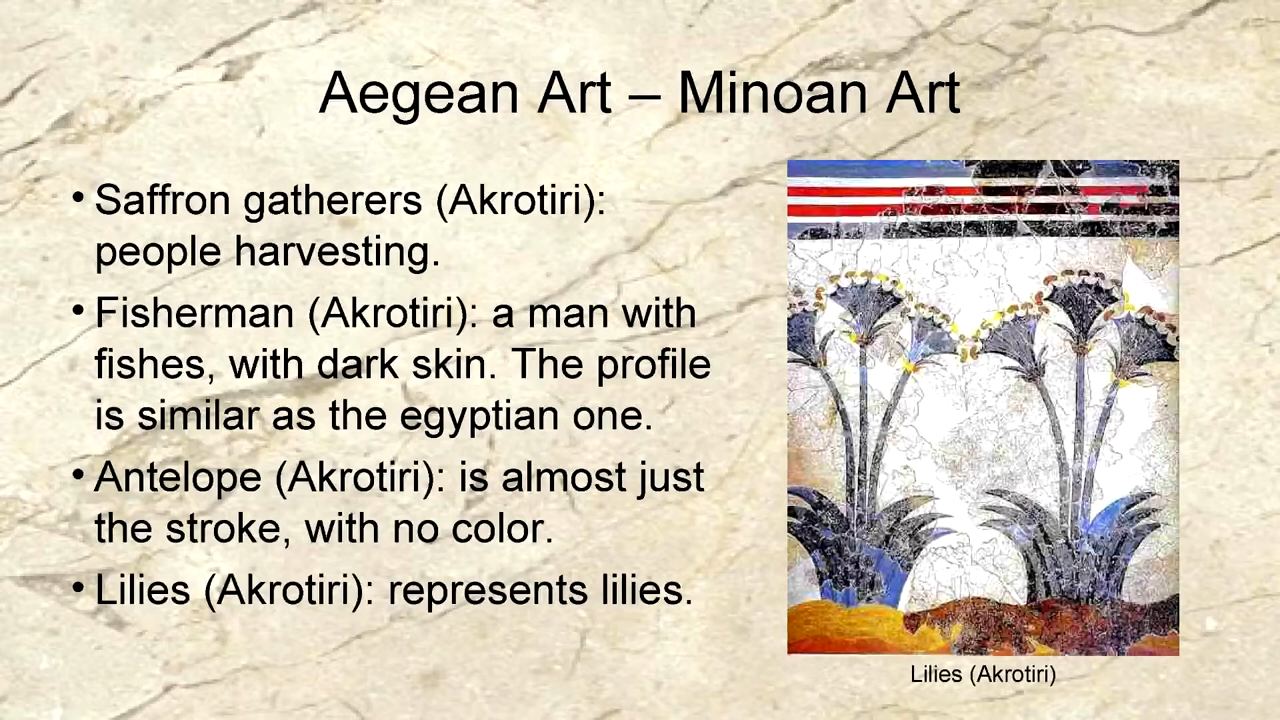 Aegean Art – Minoan Art
• Saffron gatherers (Akrotiri):
people harvesting.
• Fisherman (Akrotiri): a man with
fishes, with dark skin. The profile
is similar as the egyptian one.
• Antelope (Akrotiri): is almost just
the stroke, with no color.
• Lilies (Akrotiri): represents lilies.
Lilies (Akrotiri)